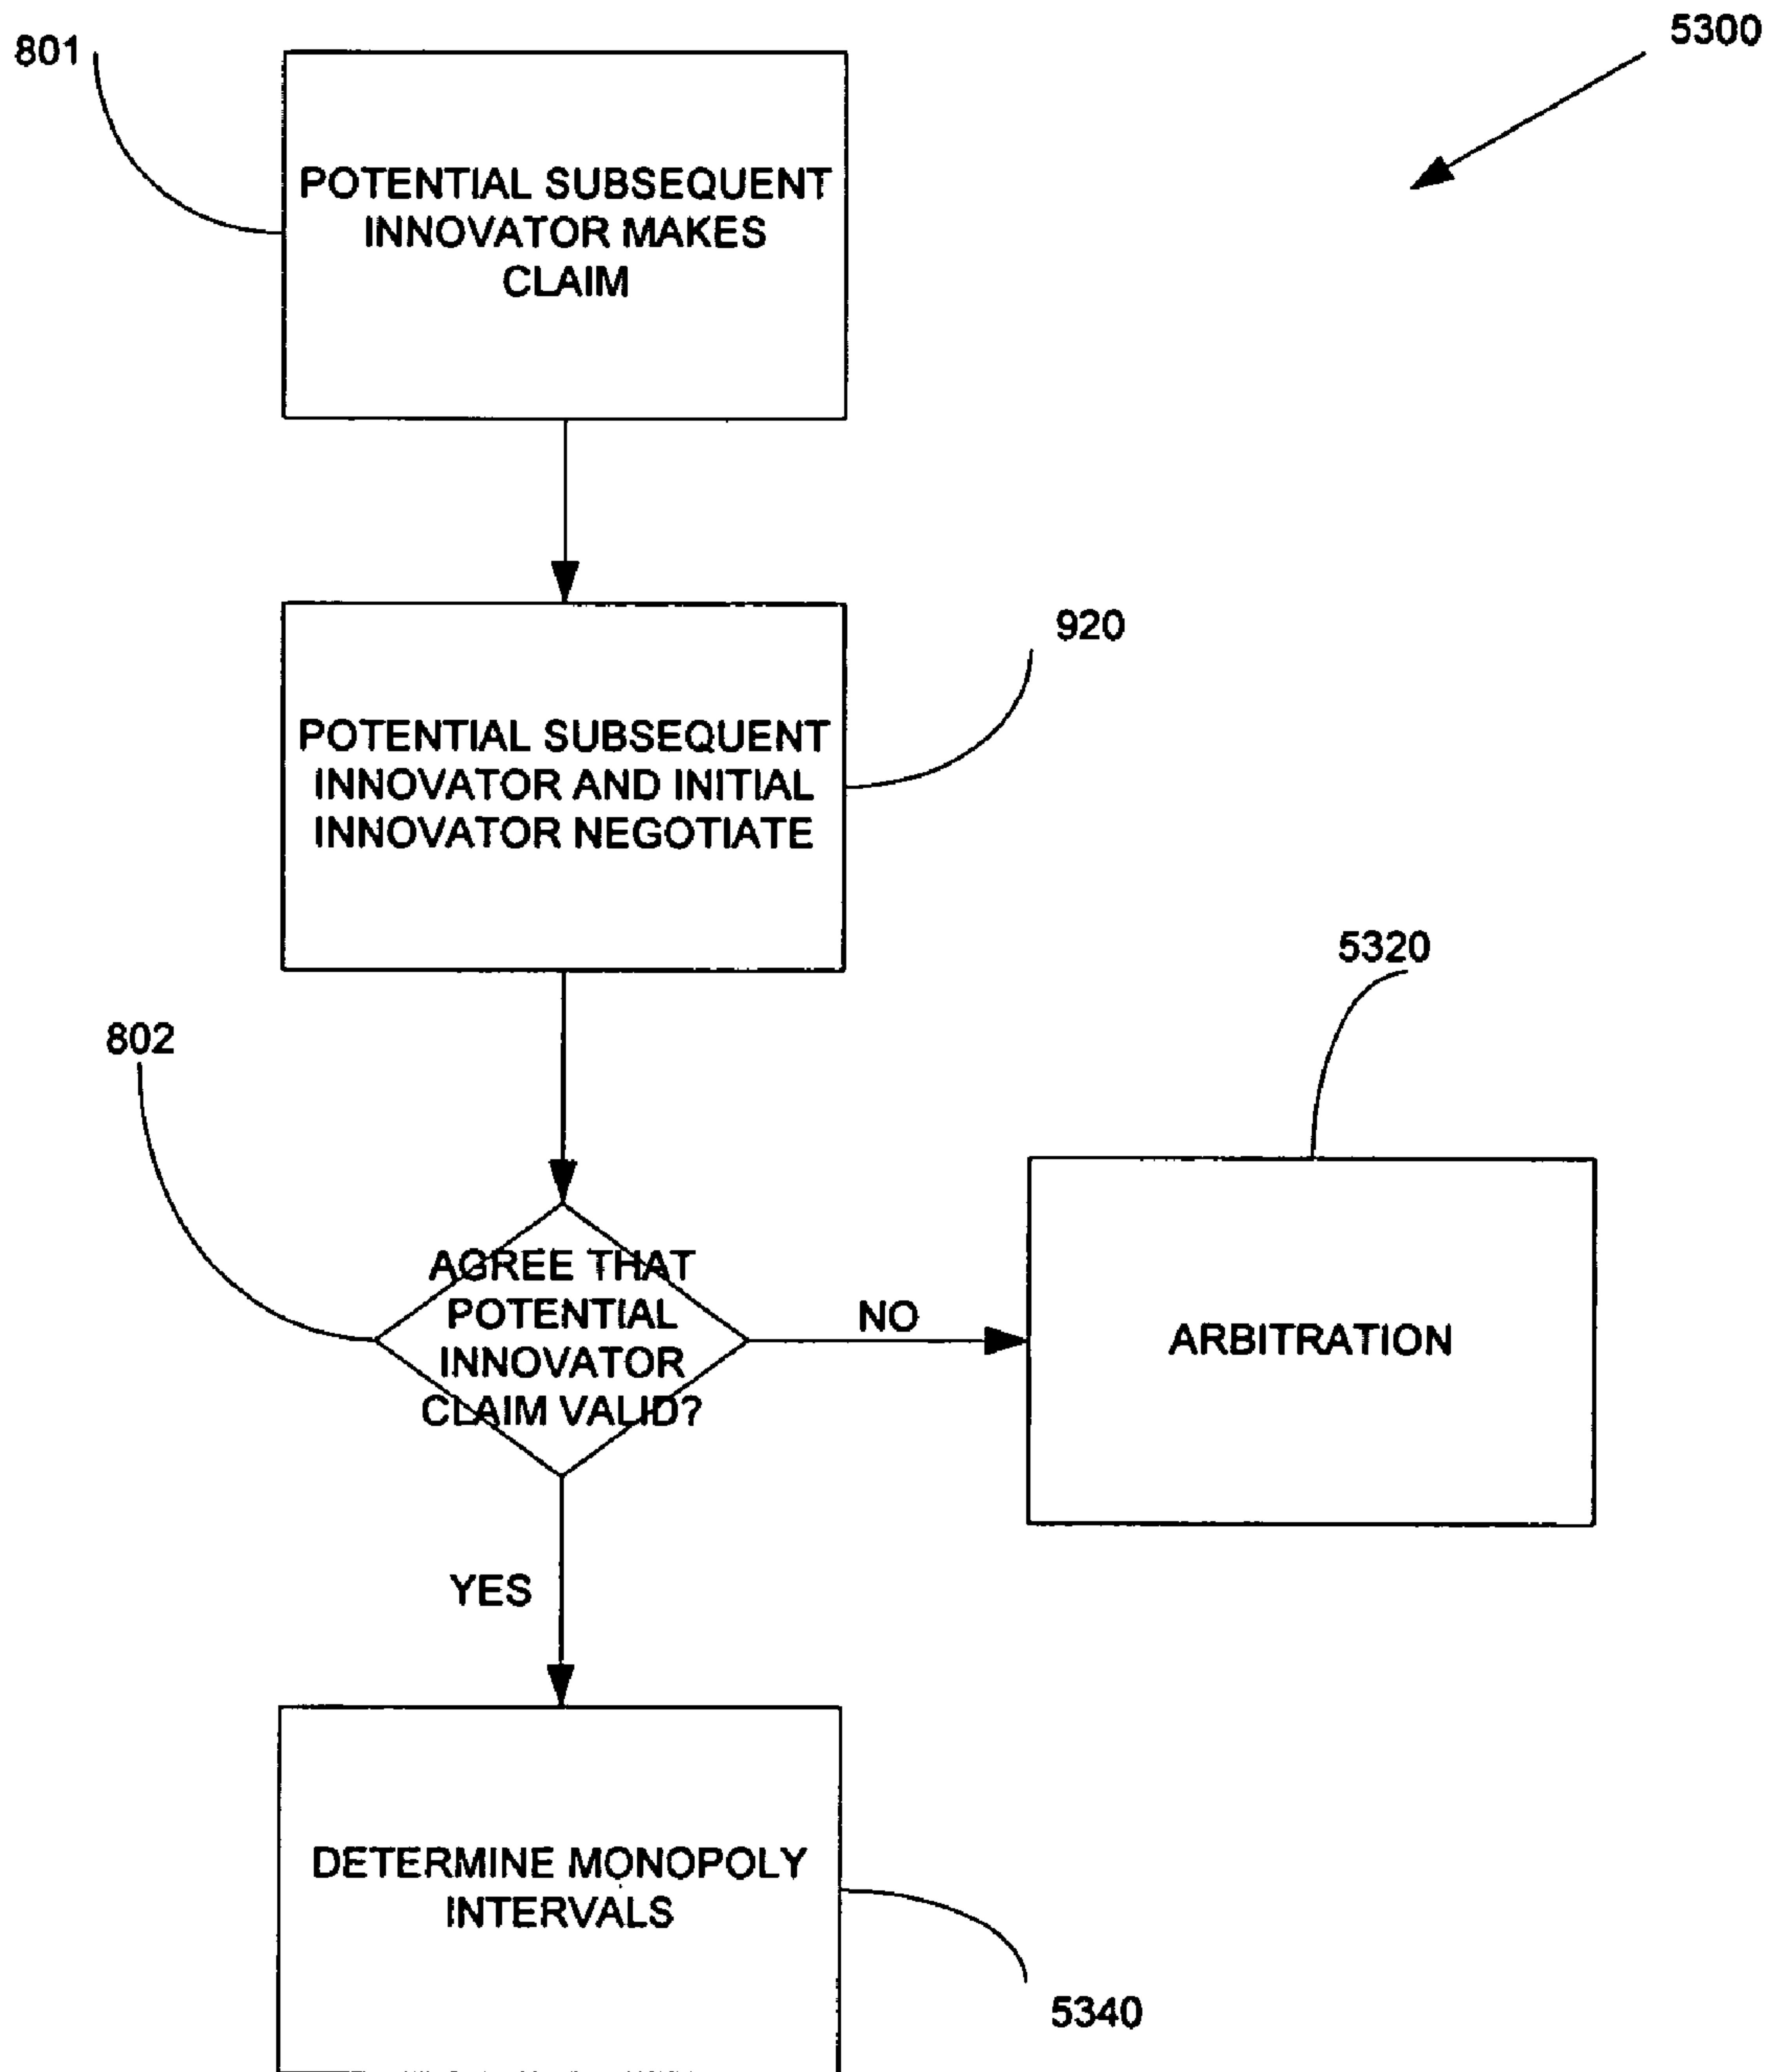 801
5300
POTENTIAL SUBSEQUENT
INNOVATOR MAKES
CLAIM
920
POTENTIAL SUBSEQUENT
INNOVATOR AND INITIAL
INNOVATOR NEGOTIATE
5320
802
AGREE THAT
POTENTIAL
INNOVATOR
CLAIM VALID?
NO
ARBITRATION
YES
DETERMINE MONOPOLY
INTERVALS
5340